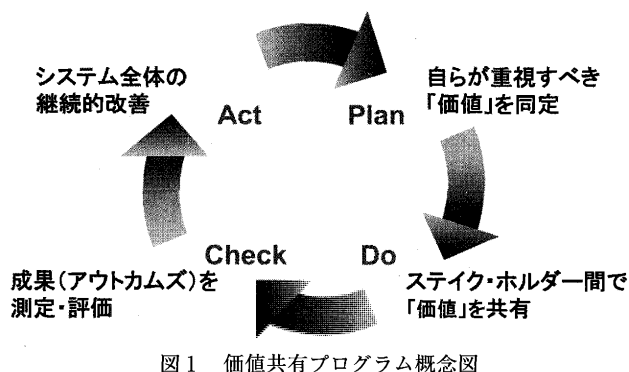 システム全体の
継続的改善
Act
Plan
自らが重視すべき
「価値」を同定
Check
Do
成果(アウトカムズ)を
測定・評価
ステイク・ホルダー間で
「価値」を共有
図1 価値共有プログラム概念図